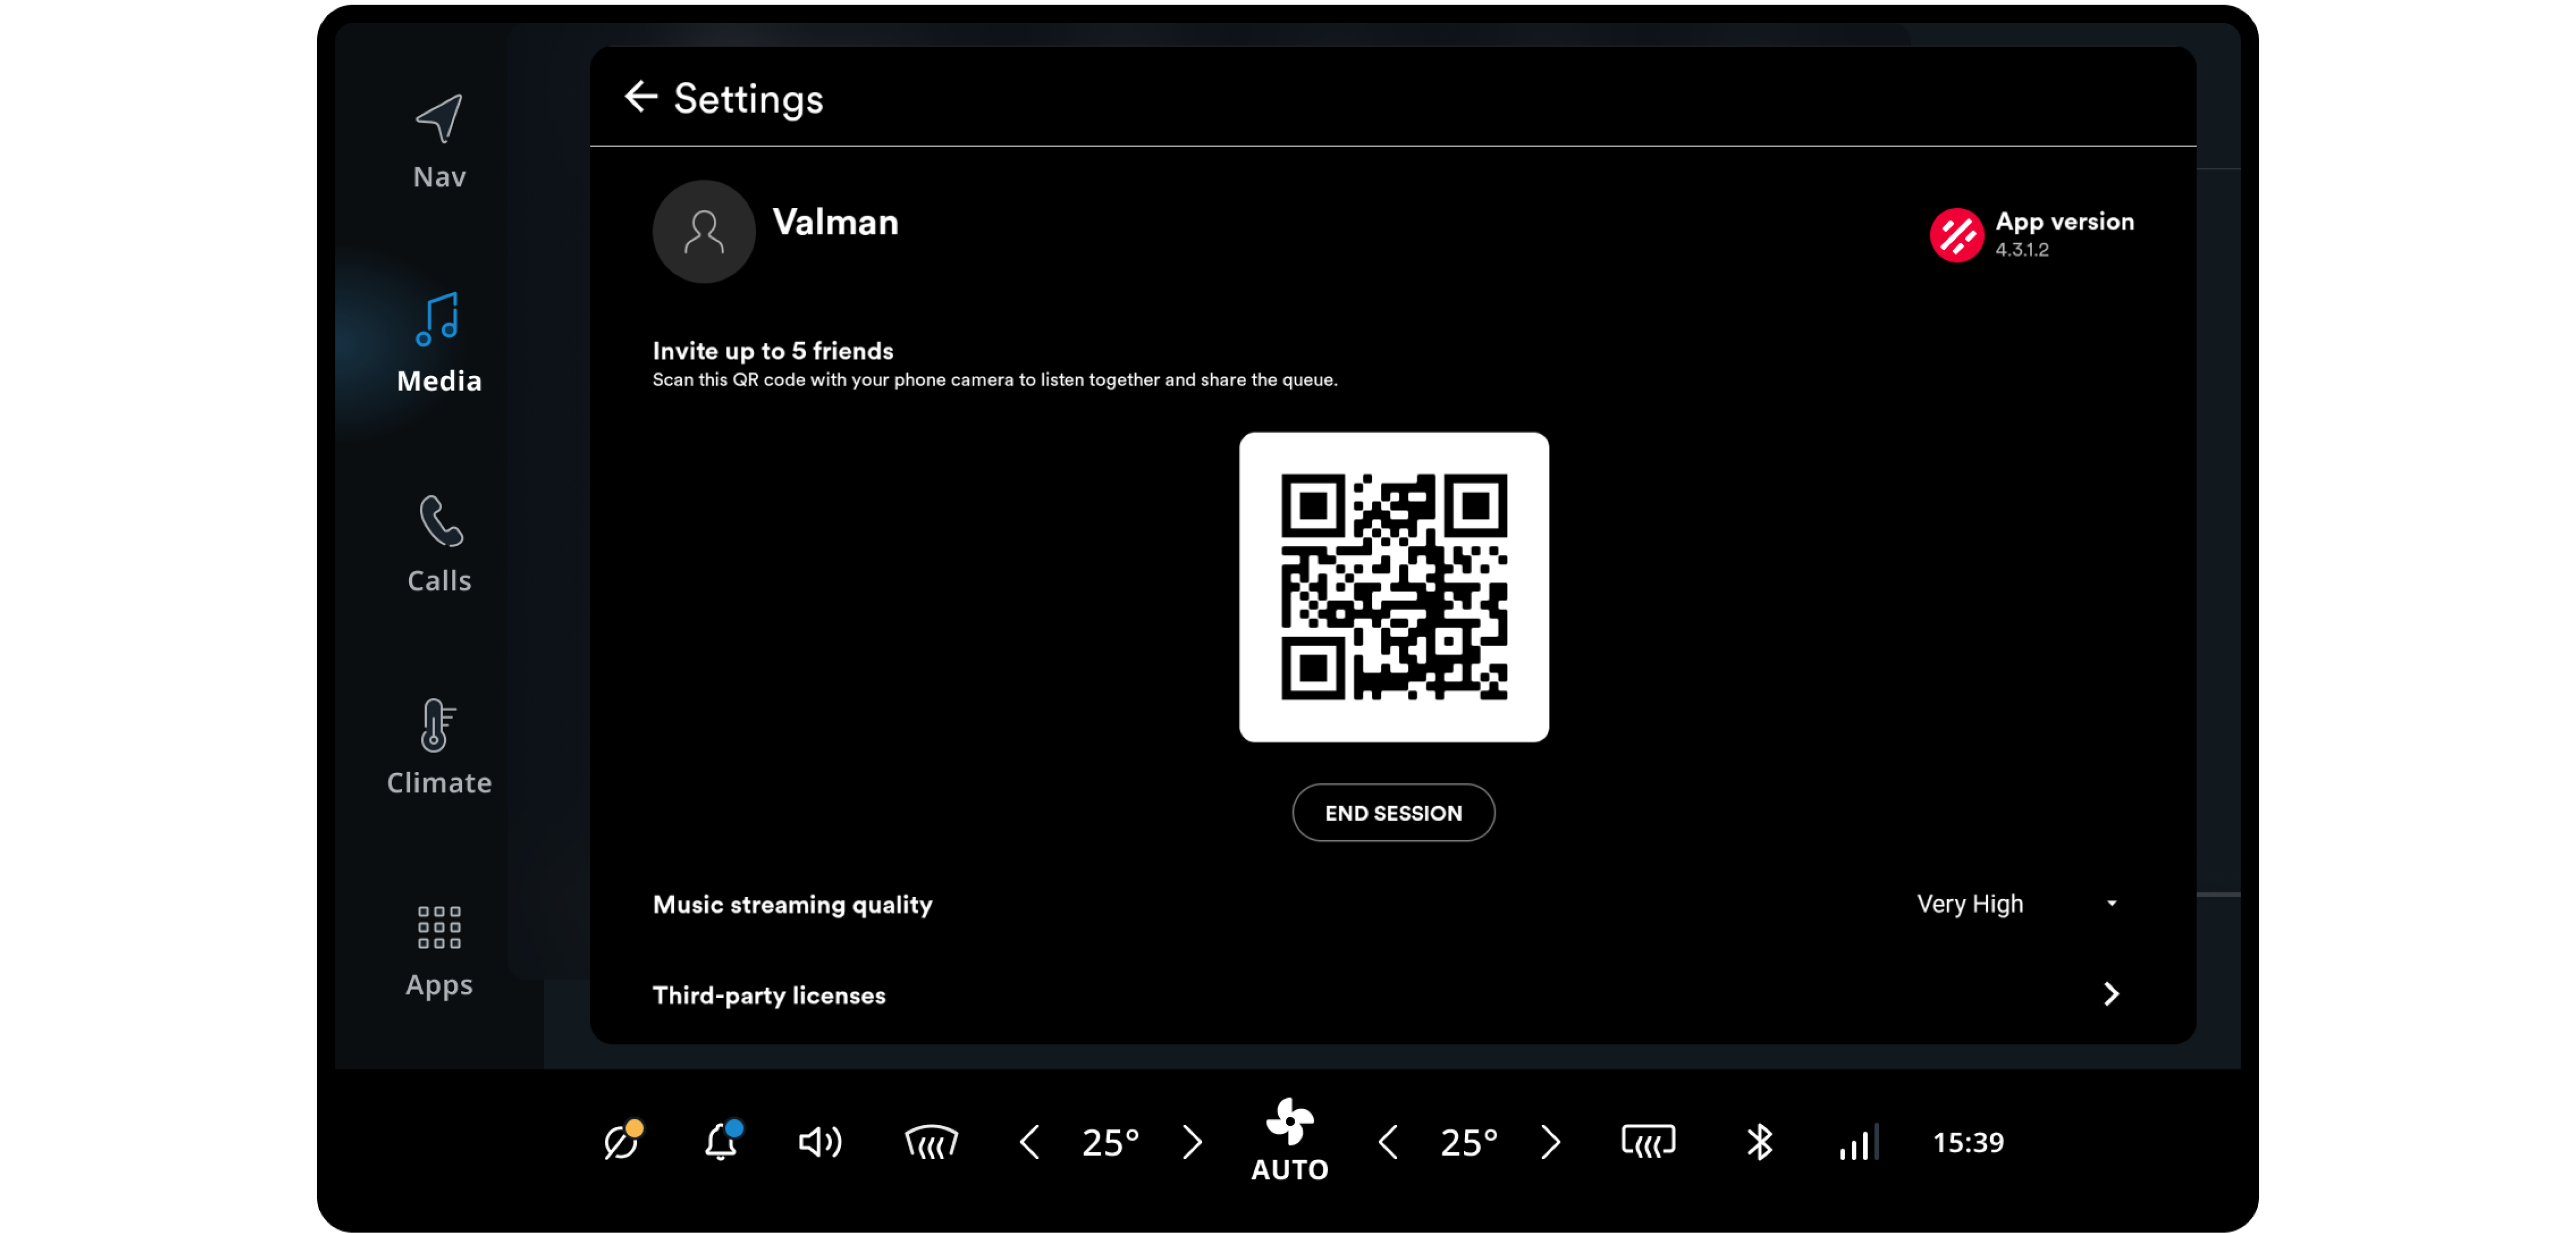 Settings
Nav
Valman
App version
4.3.1.2
Invite up to 5 friends
Scan this QR code with your phone camera to listen together and share the queue.
Media
Calls
Climate
END SESSION
Music streaming quality
Very High
Apps
Third-party licenses
25°
AUTO
25°
15:39